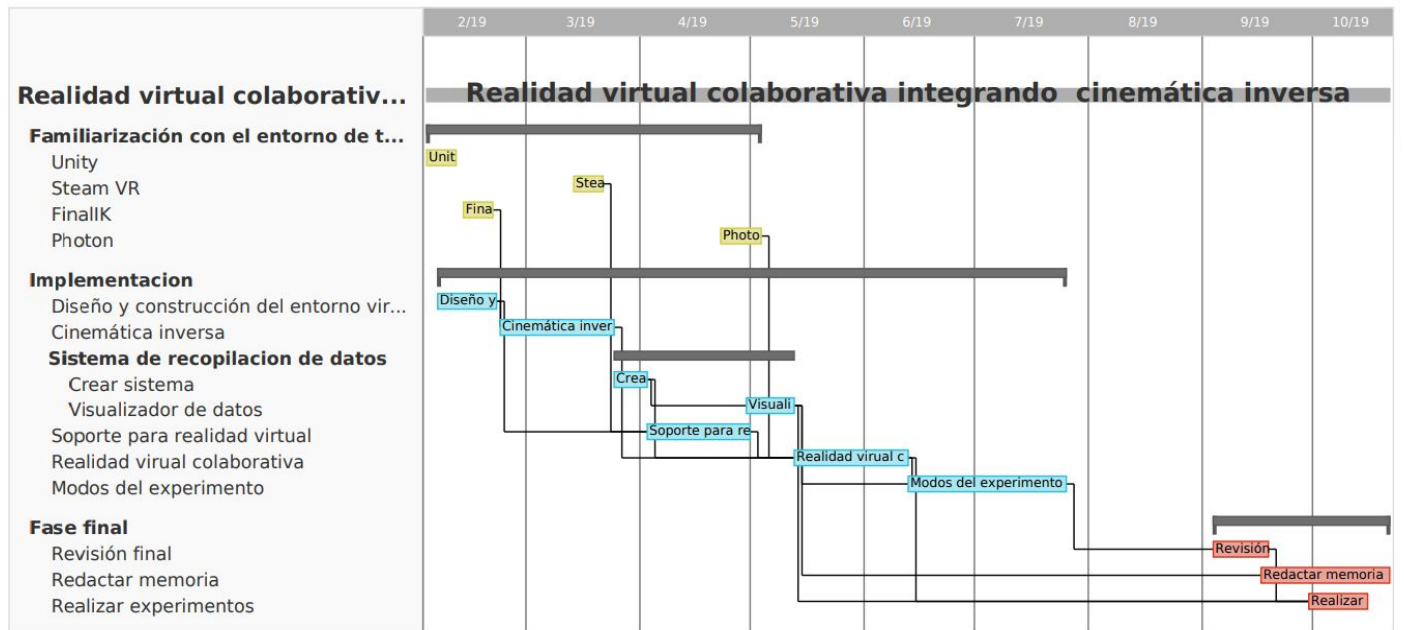 2/19 3/19 4/19 5/19 6/19 7/19 8/19 9/19 10/19
Realidad virtual colaborativ... Realidad virtual colaborativa integrando cinemática inversa
Familiarización con el entorno de t...
Unity Unit
Steam VR Stea
FinalIK Fina
Photon Photo
Implementacion
Diseño y construcción del entorno vir... Diseño y
Cinemática inversa Cinemática inver
Sistema de recopilacion de datos
Crear sistema Crea
Visualizador de datos Visuali
Soporte para realidad virtual Soporte para re
Realidad virual colaborativa Realidad virual c
Modos del experimento Modos del experimento
Fase final
Revisión final Revisión
Redactar memoria Redactar memoria
Realizar experimentos Realizar